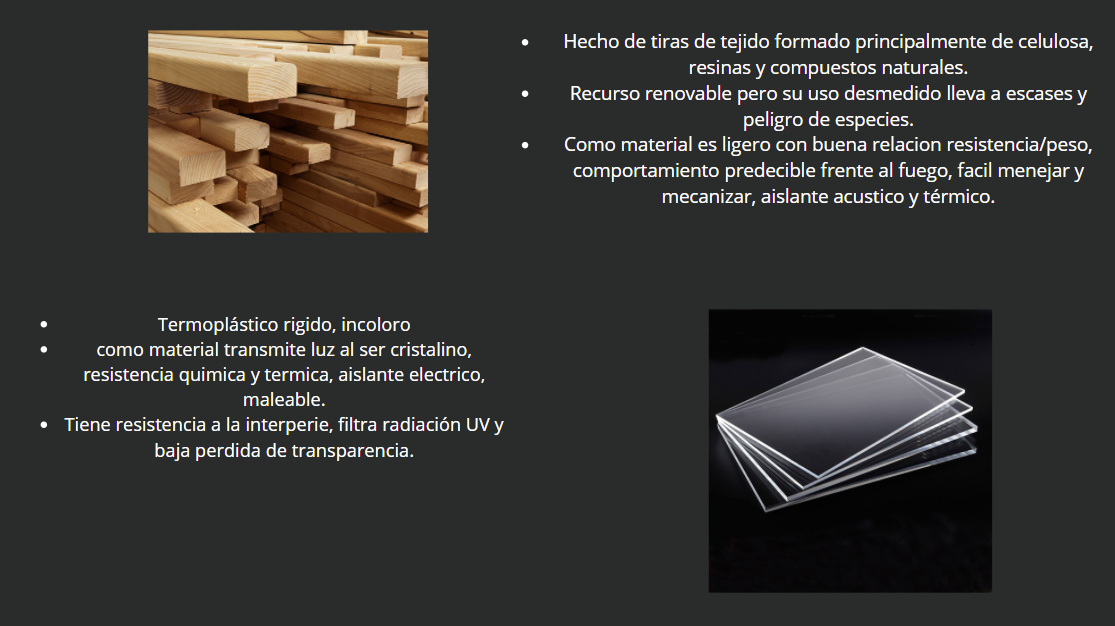 • Hecho de tiras de tejido formado principalmente de celulosa,
resinas y compuestos naturales.
• Recurso renovable pero su uso desmedido lleva a escases y
peligro de especies.
• Como material es ligero con buena relacion resistencia/peso,
comportamiento predecible frente al fuego, facil menejar y
mecanizar, aislante acustico y térmico.
• Termoplástico rigido, incoloro
• como material transmite luz al ser cristalino,
resistencia quimica y termica, aislante electrico,
maleable.
• Tiene resistencia a la interperie, filtra radiación UV y
baja perdida de transparencia.